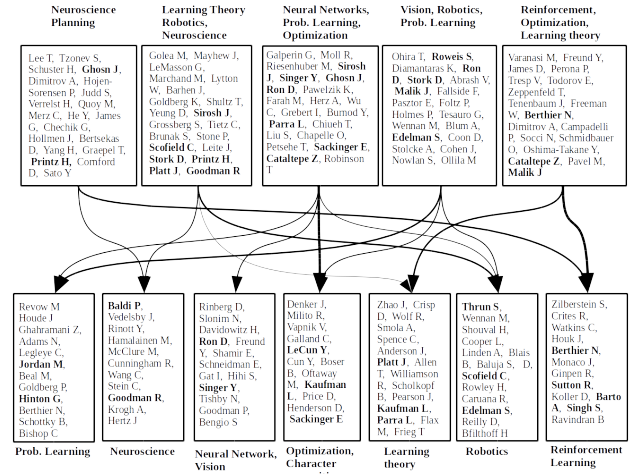 Neuroscience
Planning
Learning Theory
Robotics,
Neuroscience
Neural Networks,
Prob. Learning,
Optimization
Vision, Robotics,
Prob. Learning
Reinforcement,
Optimization,
Learning theory
Lee T, Tzonev S,
Schuster H, Ghosn J,
Dimitrov A, Hojen-
Sorensen P, Judd S,
Verrelst H, Quoy M,
Merz C, He Y, James
G, Chechik G,
Hollmen J, Bertsekas
D, Yang H, Graepel T,
Printz H, Comford
D, Sato Y
Golea M, Mayhew J,
LeMasson G,
Marchand M, Lytton
W, Barhen J,
Goldberg K, Shultz T,
Yeung D, Sirosh J,
Grossberg S, Tietz C,
Brunak S, Stone P,
Scofield C, Leite J,
Stork D, Printz H,
Platt J, Goodman R
Galperin G, Moll R,
Riesenhuber M, Sirosh
J, Singer Y, Ghosn J,
Ron D, Pawelzik K,
Farah M, Herz A, Wu
C, Grebert I, Burnod Y,
Parra L, Chiueh T,
Liu S, Chapelle O,
Petsche T, Sackinger E,
Cataltepe Z, Robinson
T
Ohira T, Roweis S,
Diamantaras K, Ron
D, Stork D, Abrash V,
Malik J, Fallside F,
Pasztor E, Foltz P,
Holmes P, Tesauro G,
Wennan M, Blum A,
Edelman S, Coon D,
Stolcke A, Cohen J,
Nowlan S, Ollila M
Varanasi M, Freund Y,
James D, Perona P,
Tresp V, Todorov E,
Zeppenfeld T,
Tenenbaum J, Freeman
W, Berthier N,
Dimitrov A, Campadelli
P, Socci N, Schmidhauer
O, Oshima-Takane Y,
Cataltepe Z, Pavel M,
Malik J
Revow M
Houde J
Ghahramani Z,
Adams N,
Legleye C,
Jordan M,
Beal M,
Goldberg P,
Hinton G,
Berthier N,
Schottky B,
Bishop C
Baldi P,
Vedelsby J,
Rinott Y,
Hamalainen M,
McClure M,
Cunningham R,
Wang C,
Stein C,
Goodman R,
Krogh A,
Hertz J
Rinberg D,
Slonim N,
Davidowitz H,
Ron D, Freund
Y, Shamir E,
Schneidman E,
Gat I, Hihi S,
Singer Y,
Tishby N,
Goodman P,
Bengio S
Denker J,
Milito R,
Vapnik V,
Galland C,
LeCun Y,
Cun Y, Boser
B, Oftaway
M, Kaufman
L, Price D,
Henderson D,
Sackinger E
Zhao J, Crisp
D, Wolf R,
Smola A,
Spence C,
Anderson J,
Platt J, Allen
T, Williamson
R, Scholkopf
B, Pearson J,
Kaufman L,
Parra L, Flax
M, Frieg T
Thrun S,
Wennan M,
Shouval H,
Cooper L,
Linden A, Blais
B, Baluja S, D,
Scofield C,
Rowley H,
Caruana R,
Edelman S,
Reilly D,
Bfilthoff H
Zilberstein S,
Crites R,
Watkins C,
Houk J,
Berthier N,
Monaco J,
Ginpen R,
Sutton R,
Koller D, Barto
A, Singh S,
Ravindran B
Prob. Learning
Neuroscience
Neural Network,
Vision
Optimization,
Character
Learning
theory
Robotics
Reinforcement
Learning